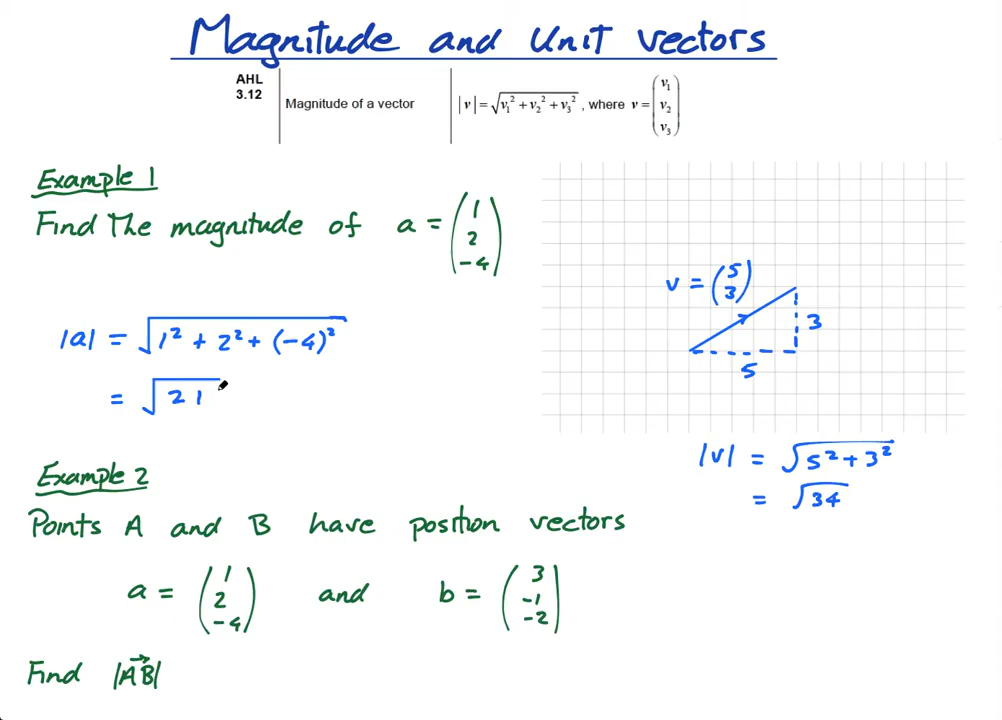 Magnitude and Unit vectors
AHL 3.12 Magnitude of a vector |v| = √(v₁² + v₂² + v₃²), where v = (v₁ v₂ v₃)
Example 1
Find the magnitude of a = (1 2 -4)
|a| = √(1² + 2² + (-4)²)
= √21
v = (5 3)
3
5
|v| = √(5² + 3²)
= √34
Example 2
Points A and B have position vectors
a = (1 2 -4) and b = (3 -1 -2)
Find |AB→|